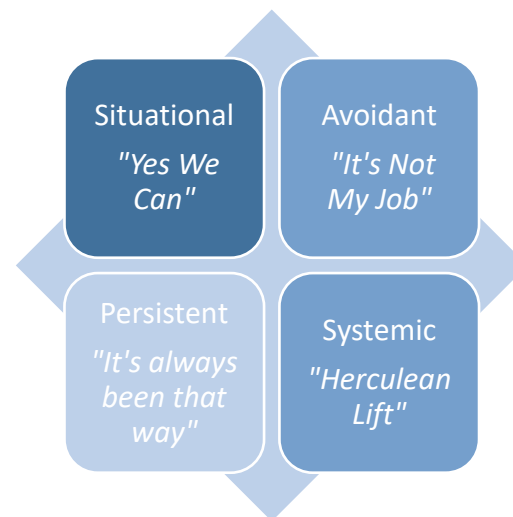 Situational
"Yes We
Can"
Avoidant
"It's Not
My Job"
Persistent
"It's always
been that
way"
Systemic
"Herculean
Lift"